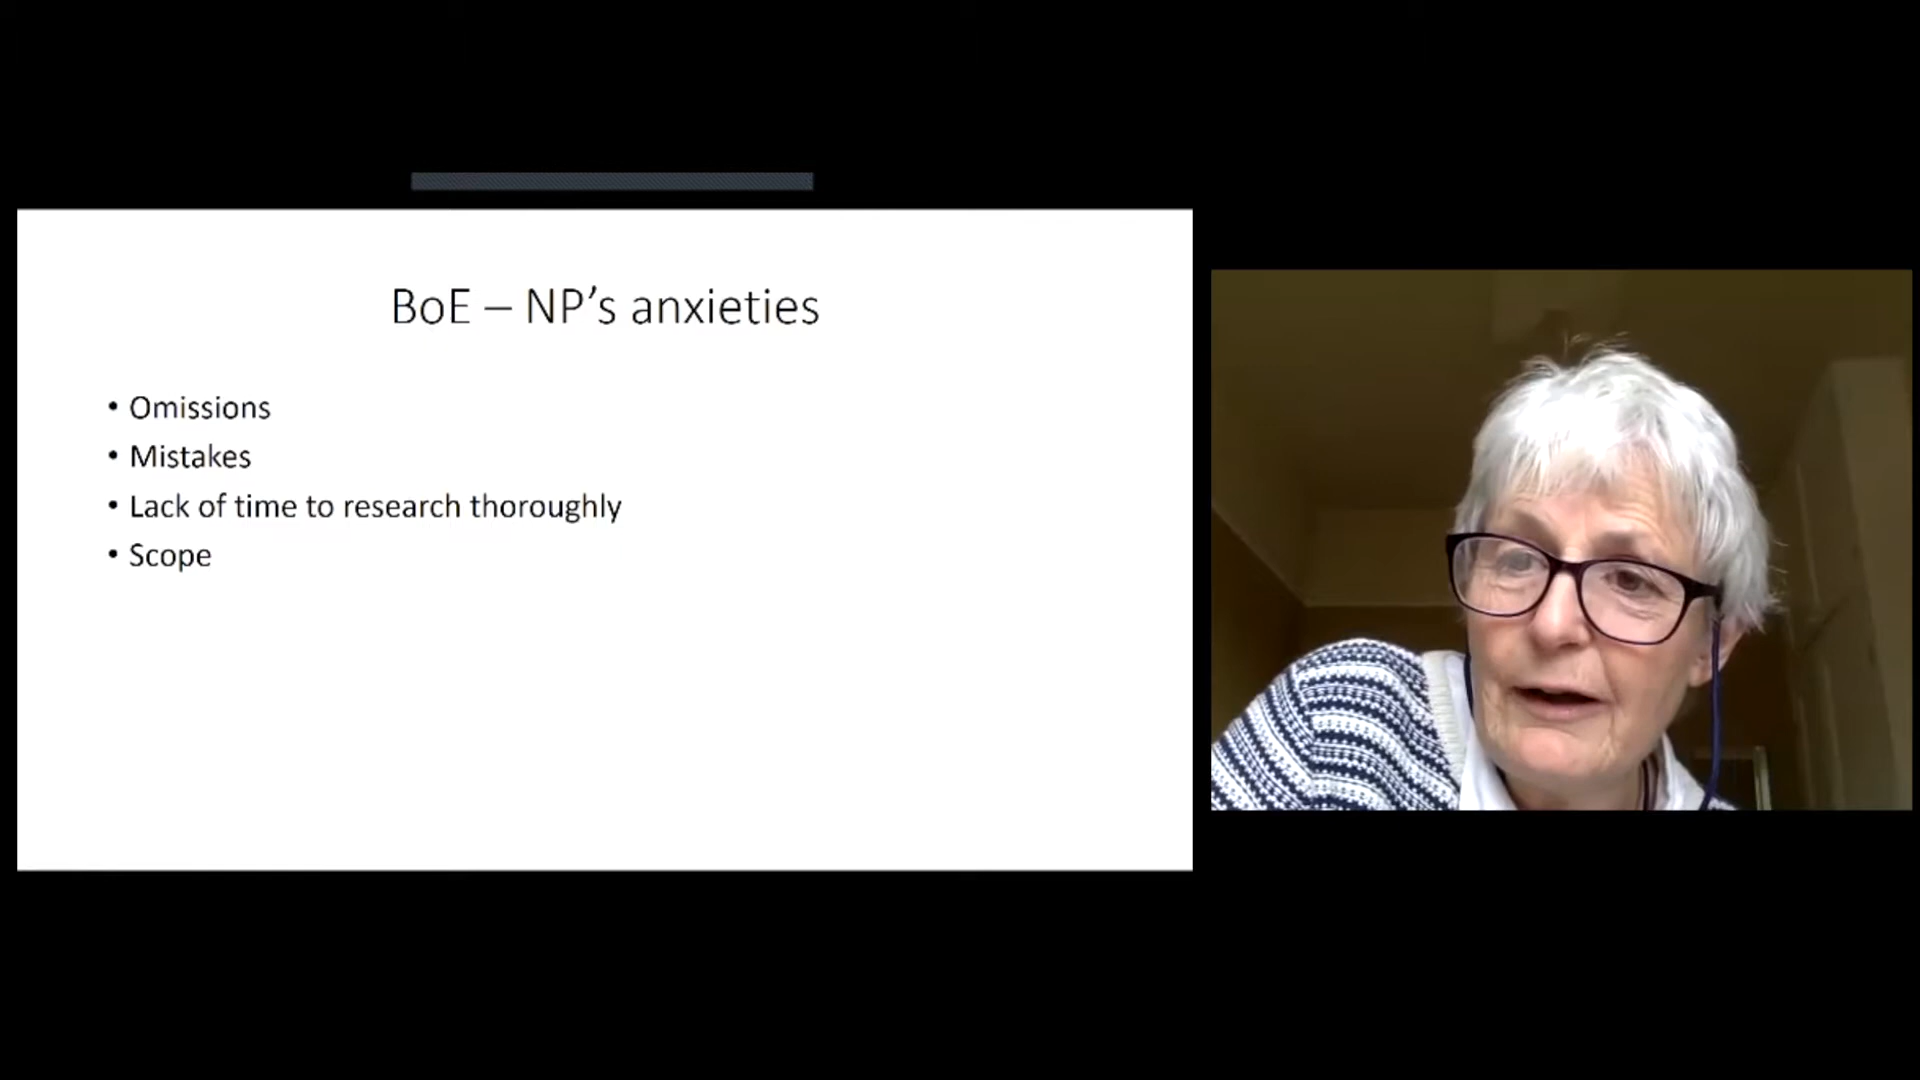 BoE – NP’s anxieties
• Omissions
• Mistakes
• Lack of time to research thoroughly
• Scope